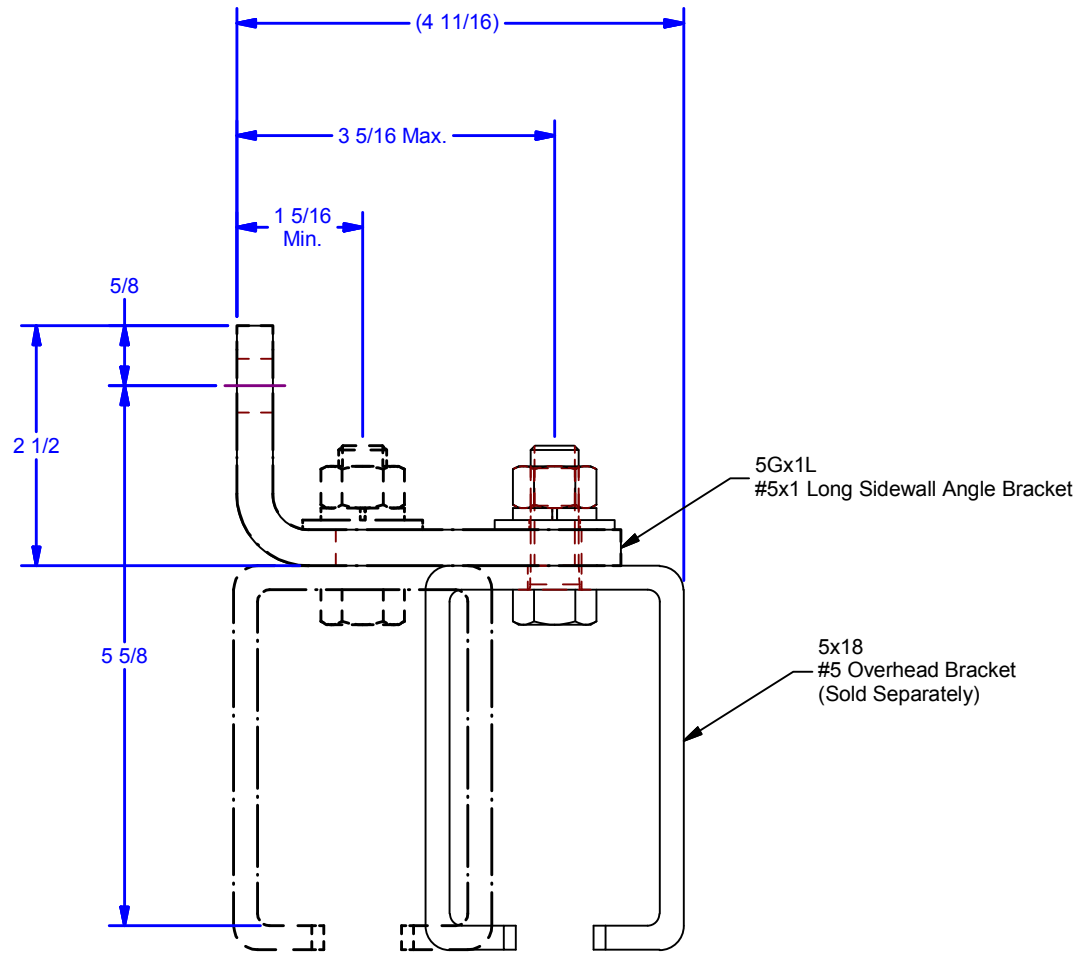 (4 11/16)
3 5/16 Max.
1 5/16
Min.
5/8
2 1/2
5Gx1L
#5x1 Long Sidewall Angle Bracket
5 5/8
5x18
#5 Overhead Bracket
(Sold Separately)